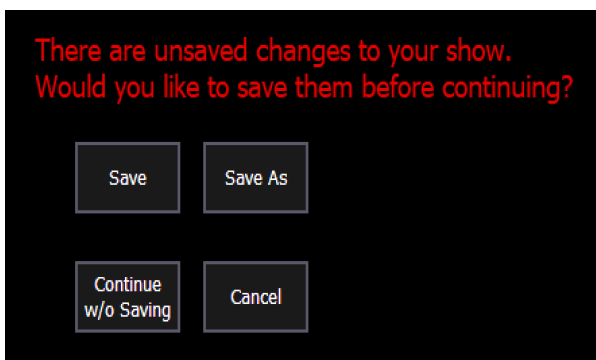 There are unsaved changes to your show.
Would you like to save them before continuing?
Save
Save As
Continue
w/o Saving
Cancel